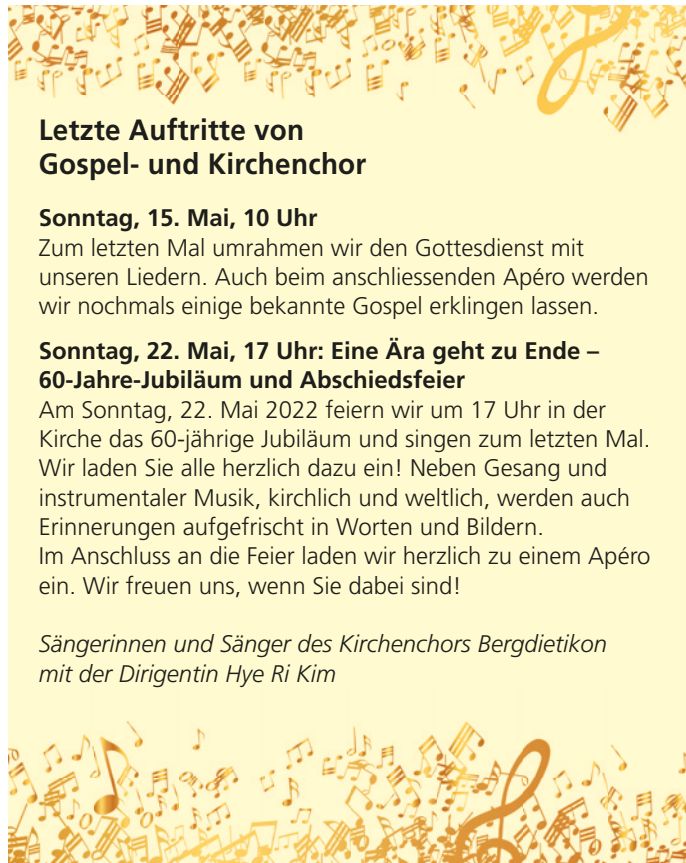 Letzte Auftritte von
Gospel- und Kirchenchor
Sonntag, 15. Mai, 10 Uhr
Zum letzten Mal umrahmen wir den Gottesdienst mit
unseren Liedern. Auch beim anschliessenden Apéro werden
wir nochmals einige bekannte Gospel erklingen lassen.
Sonntag, 22. Mai, 17 Uhr: Eine Ära geht zu Ende –
60-Jahre-Jubiläum und Abschiedsfeier
Am Sonntag, 22. Mai 2022 feiern wir um 17 Uhr in der
Kirche das 60-jährige Jubiläum und singen zum letzten Mal.
Wir laden Sie alle herzlich dazu ein! Neben Gesang und
instrumentaler Musik, kirchlich und weltlich, werden auch
Erinnerungen aufgefrischt in Worten und Bildern.
Im Anschluss an die Feier laden wir herzlich zu einem Apéro
ein. Wir freuen uns, wenn Sie dabei sind!
Sängerinnen und Sänger des Kirchenchors Bergdietikon
mit der Dirigentin Hye Ri Kim